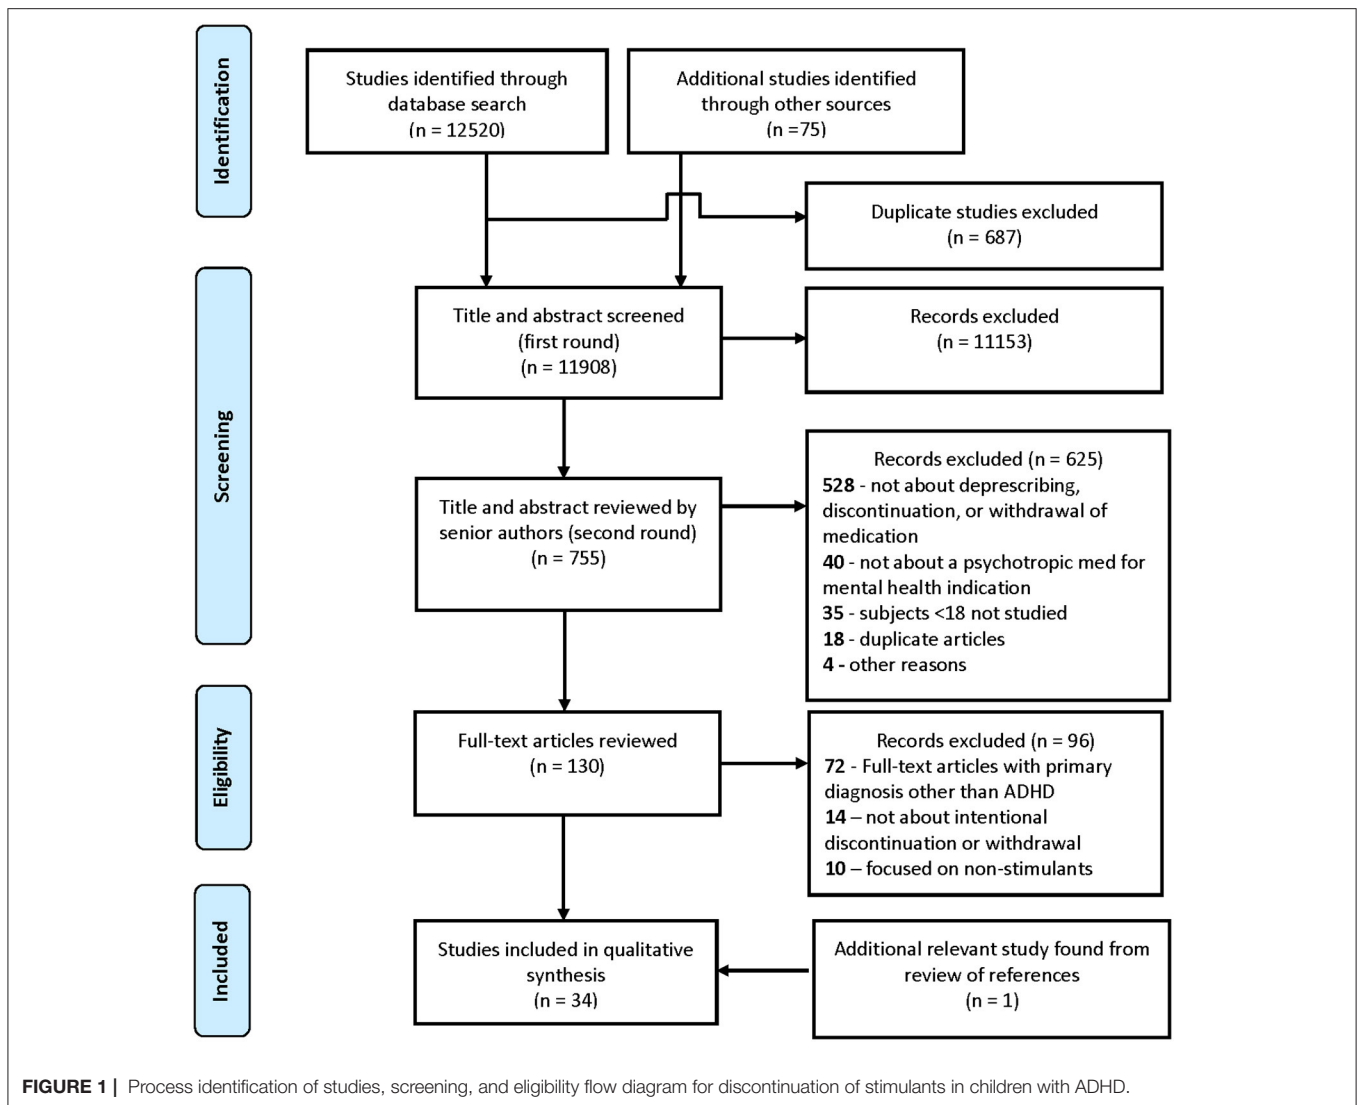 Identification
Studies identified through
database search
(n = 12520)
Additional studies identified
through other sources
(n =75)
Duplicate studies excluded
(n = 687)
Screening
Title and abstract screened
(first round)
(n = 11908)
Records excluded
(n = 11153)
Title and abstract reviewed by
senior authors (second round)
(n = 755)
Records excluded (n = 625)
528 - not about deprescribing,
discontinuation, or withdrawal of
medication
40 - not about a psychotropic med for
mental health indication
35 - subjects <18 not studied
18 - duplicate articles
4 - other reasons
Eligibility
Full-text articles reviewed
(n = 130)
Records excluded (n = 96)
72 - Full-text articles with primary
diagnosis other than ADHD
14 – not about intentional
discontinuation or withdrawal
10 – focused on non-stimulants
Included
Studies included in qualitative
synthesis
(n = 34)
Additional relevant study found from
review of references
(n = 1)
FIGURE 1 | Process identification of studies, screening, and eligibility flow diagram for discontinuation of stimulants in children with ADHD.